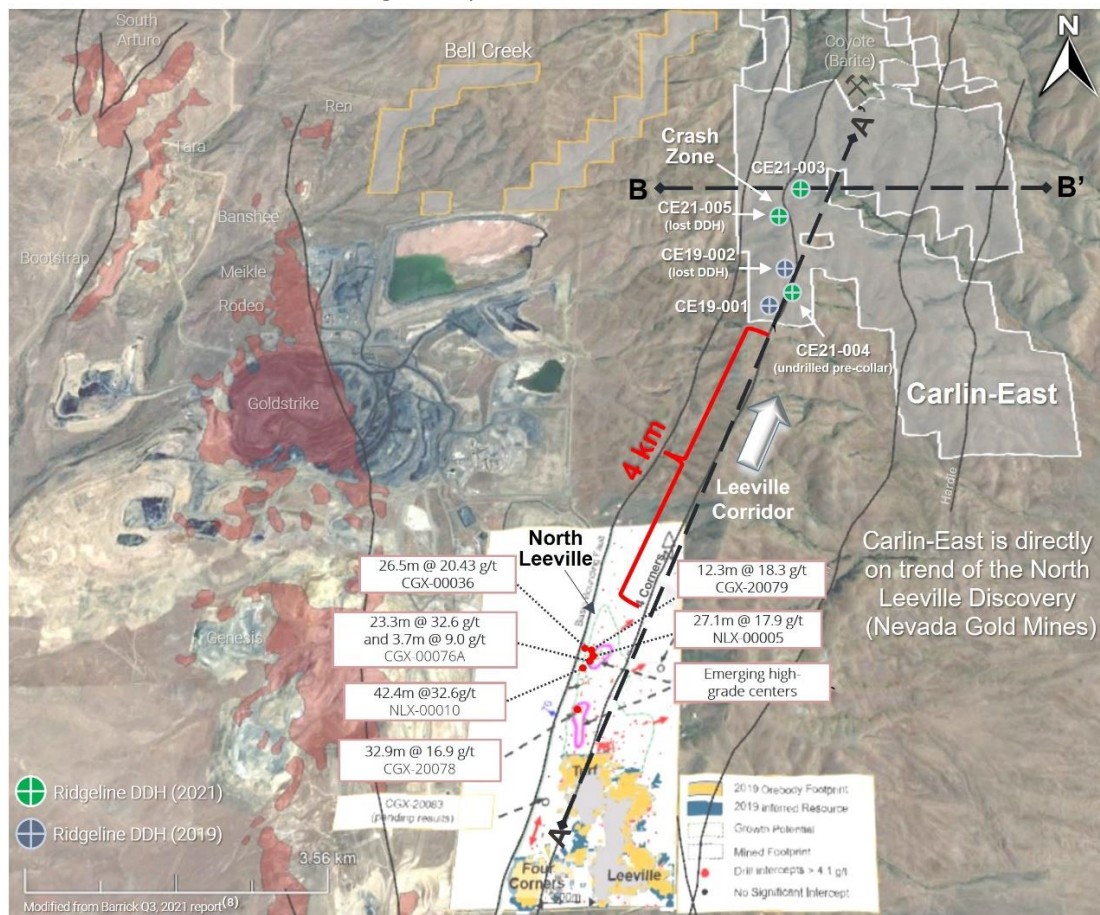 South
Arturo
Bell Creek
Coyote
(Barite)
N
Ren
Tara
A'
Crash
Zone
CE21-003
B
B'
Banshee
CE21-005
(lost DDH)
Bootstrap
Meikle
CE19-002
(lost DDH)
Rodeo
CE19-001
CE21-004
(undrilled pre-collar)
Goldstrike
Carlin-East
4 km
Leeville
Corridor
Hardie
North
Leeville
Carlin-East is directly
on trend of the North
Leeville Discovery
(Nevada Gold Mines)
26.5m @ 20.43 g/t
CGX-00036
12.3m @ 18.3 g/t
CGX-20079
4 Corners
23.3m @ 32.6 g/t
and 3.7m @ 9.0 g/t
CGX-00076A
27.1m @ 17.9 g/t
NLX-00005
Genesis
42.4m @32.6g/t
NLX-00010
Emerging high-
grade centers
32.9m @ 16.9 g/t
CGX-20078
Turf
CGX-20083
(pending results)
A
Four
Corners
Leeville
Ridgeline DDH (2021)
Ridgeline DDH (2019)
3.56 km
Modified from Barrick Q3, 2021 report(8)
2019 Orebody Footprint
2019 Inferred Resource
Growth Potential
Mined Footprint
Drill intercepts > 4.1 g/t
No Significant Intercept